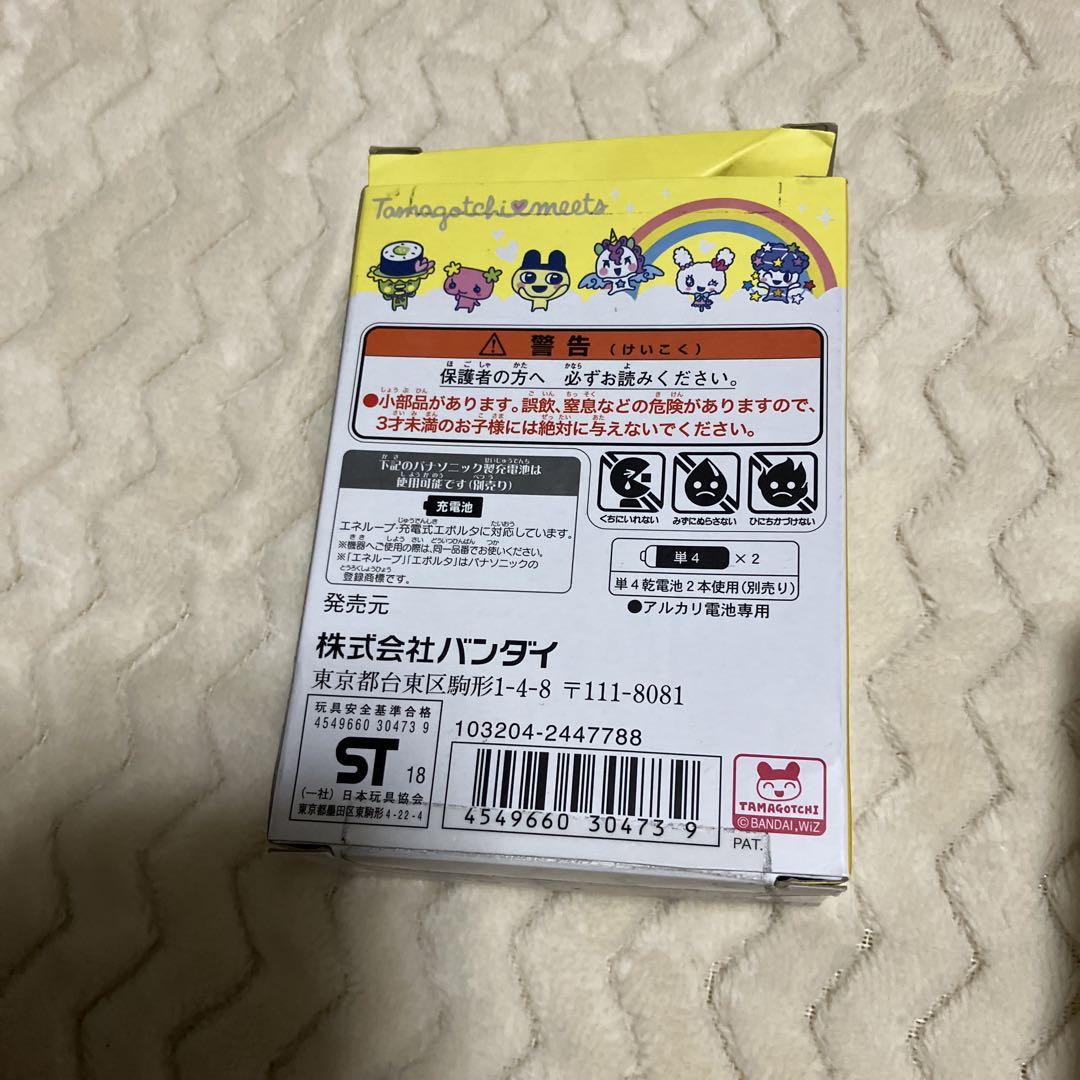 Tamagotchi♥meets
⚠ 警告 (けいこく)
保護者の方へ 必ずお読みください。
●小部品があります。誤飲、窒息などの危険がありますので、
3才未満のお子様には絶対に与えないでください。
下記のパナソニック製充電池は
使用可能です(別売り)
充電池
エネループ・充電式エボルタに対応しています。
※機器へご使用の際は、同一品番でお使いください。
※「エネループ」「エボルタ」はパナソニックの
登録商標です。
くちにいれない みずにぬらさない ひにちかづけない
単4 ×2
単4乾電池2本使用(別売り)
●アルカリ電池専用
発売元
株式会社バンダイ
東京都台東区駒形1-4-8 〒111-8081
玩具安全基準合格
4549660 30473 9
ST 18
(一社)日本玩具協会
東京都墨田区東駒形4-22-4
103204-2447788
4549660 304739
TAMAGOTCHI
©BANDAI,WiZ
PAT.